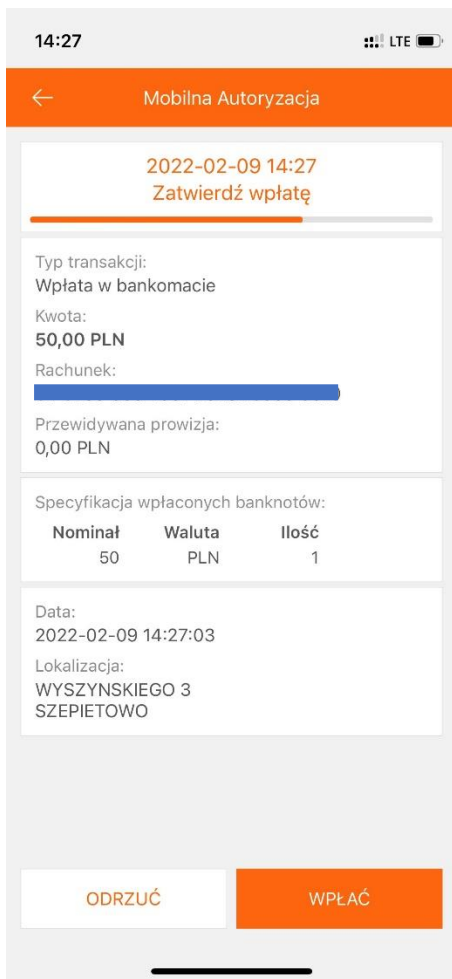 14:27
LTE
Mobilna Autoryzacja
2022-02-09 14:27
Zatwierdź wpłatę
Typ transakcji:
Wpłata w bankomacie
Kwota:
50,00 PLN
Rachunek:
Przewidywana prowizja:
0,00 PLN
Specyfikacja wpłaconych banknotów:
Nominał Waluta Ilość
50 PLN 1
Data:
2022-02-09 14:27:03
Lokalizacja:
WYSZYNSKIEGO 3
SZEPIETOWO
ODRZUĆ WPŁAĆ